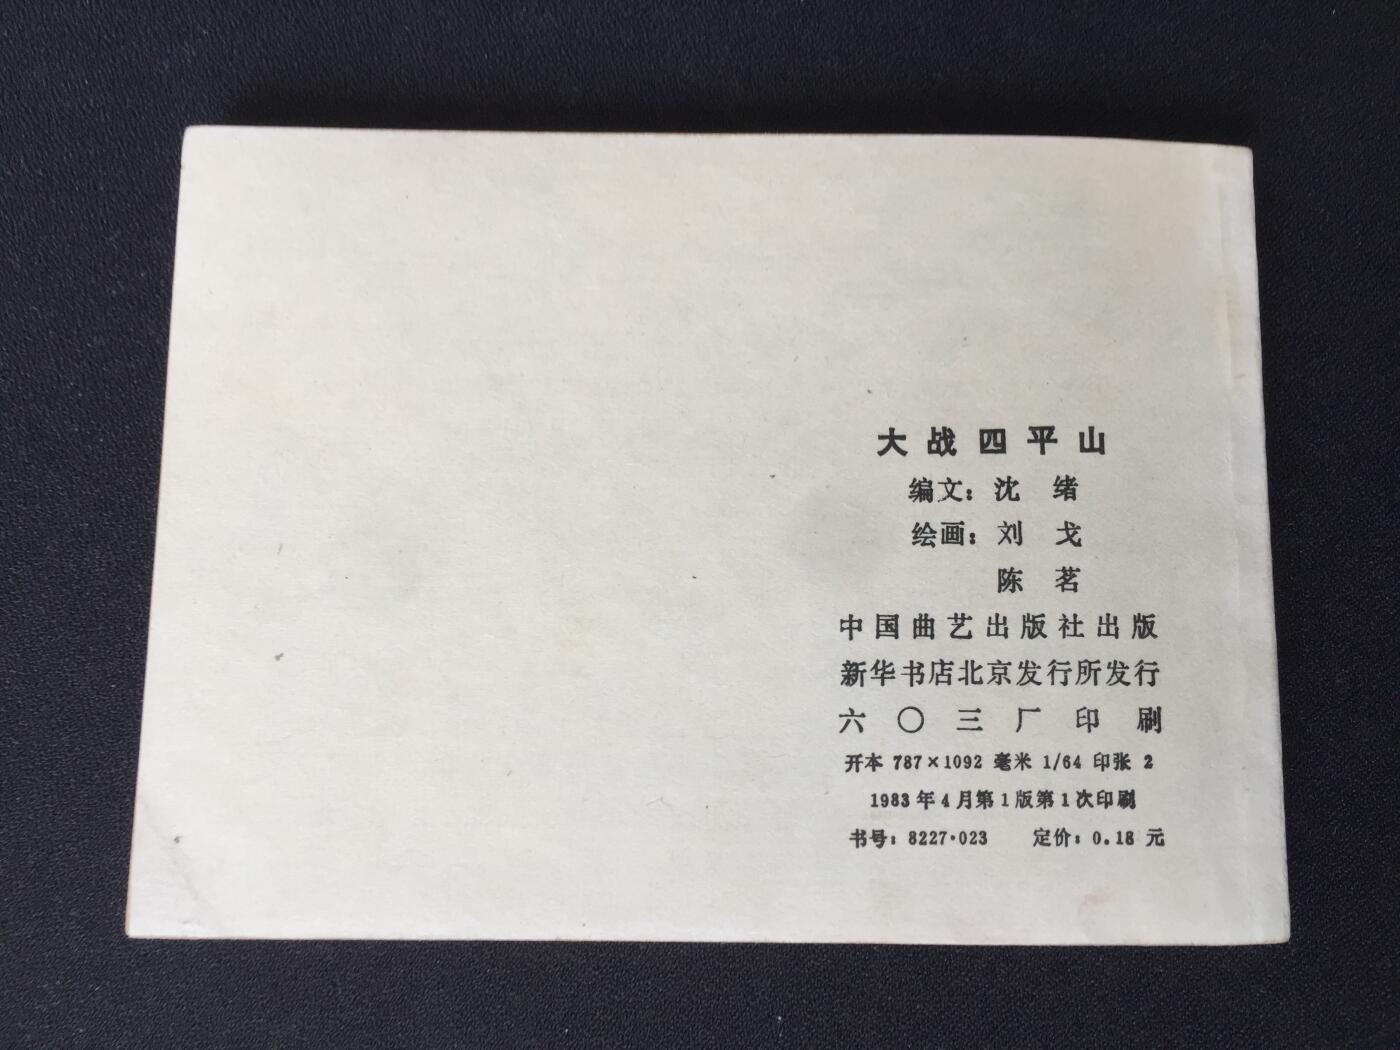 大战四平山
编文：沈 绪
绘画：刘 戈
陈 茗
中国曲艺出版社出版
新华书店北京发行所发行
六〇三厂印刷
开本 787×1092 毫米 1/64 印张 2
1983年4月第1版第1次印刷
书号：8227·023 定价：0.18 元